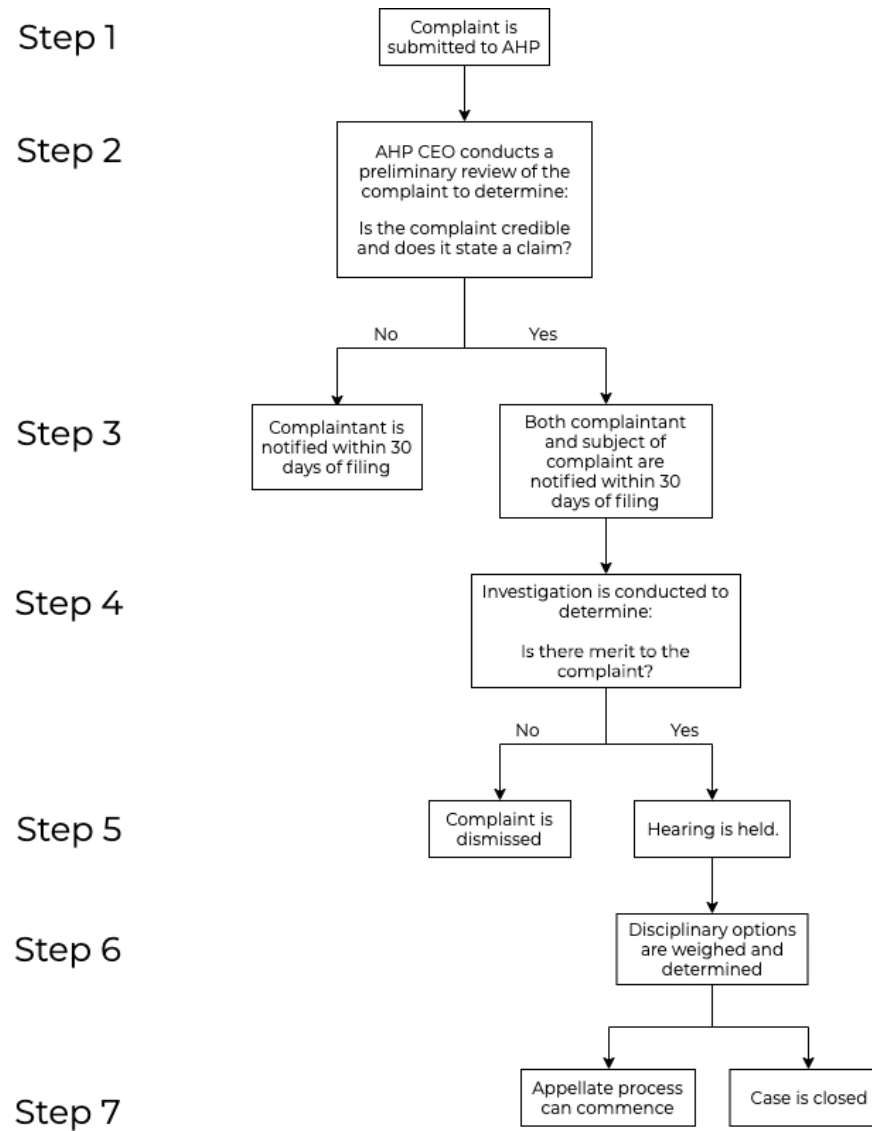 Step 1
Complaint is
submitted to AHP
Step 2
AHP CEO conducts a
preliminary review of the
complaint to determine:
Is the complaint credible
and does it state a claim?
No
Yes
Step 3
Complaintant is
notified within 30
days of filing
Both complaintant
and subject of
complaint are
notified within 30
days of filing
Step 4
Investigation is conducted to
determine:
Is there merit to the
complaint?
No
Yes
Step 5
Complaint is
dismissed
Hearing is held.
Step 6
Disciplinary options
are weighed and
determined
Step 7
Appellate process
can commence
Case is closed